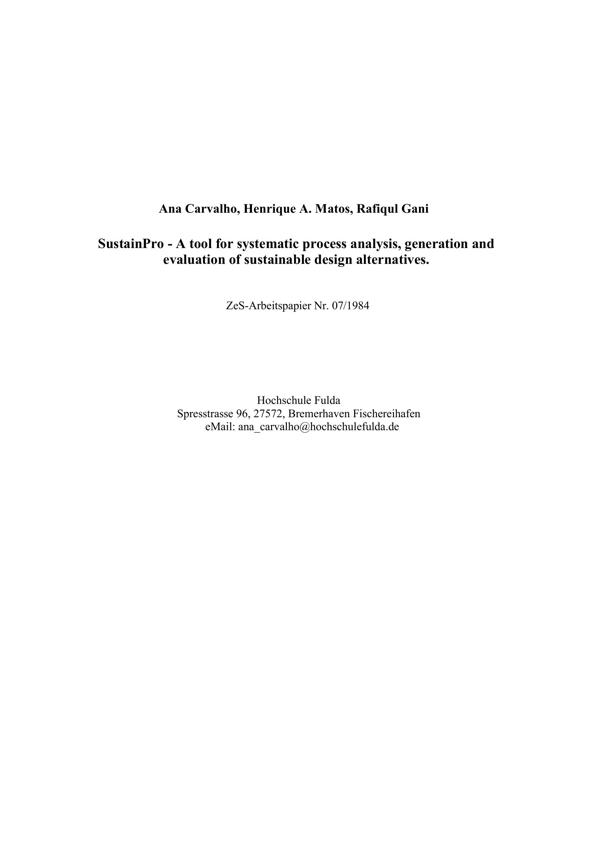 Ana Carvalho, Henrique A. Matos, Rafiqul Gani
SustainPro - A tool for systematic process analysis, generation and
evaluation of sustainable design alternatives.
ZeS-Arbeitspapier Nr. 07/1984
Hochschule Fulda
Spresstrasse 96, 27572, Bremerhaven Fischereihafen
eMail: ana_carvalho@hochschulefulda.de